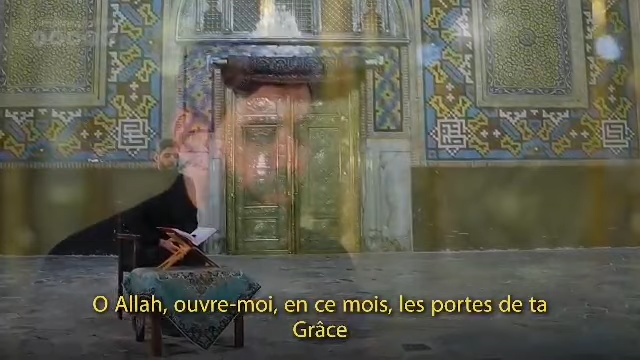 O Allah, ouvre-moi, en ce mois, les portes de ta
Grâce